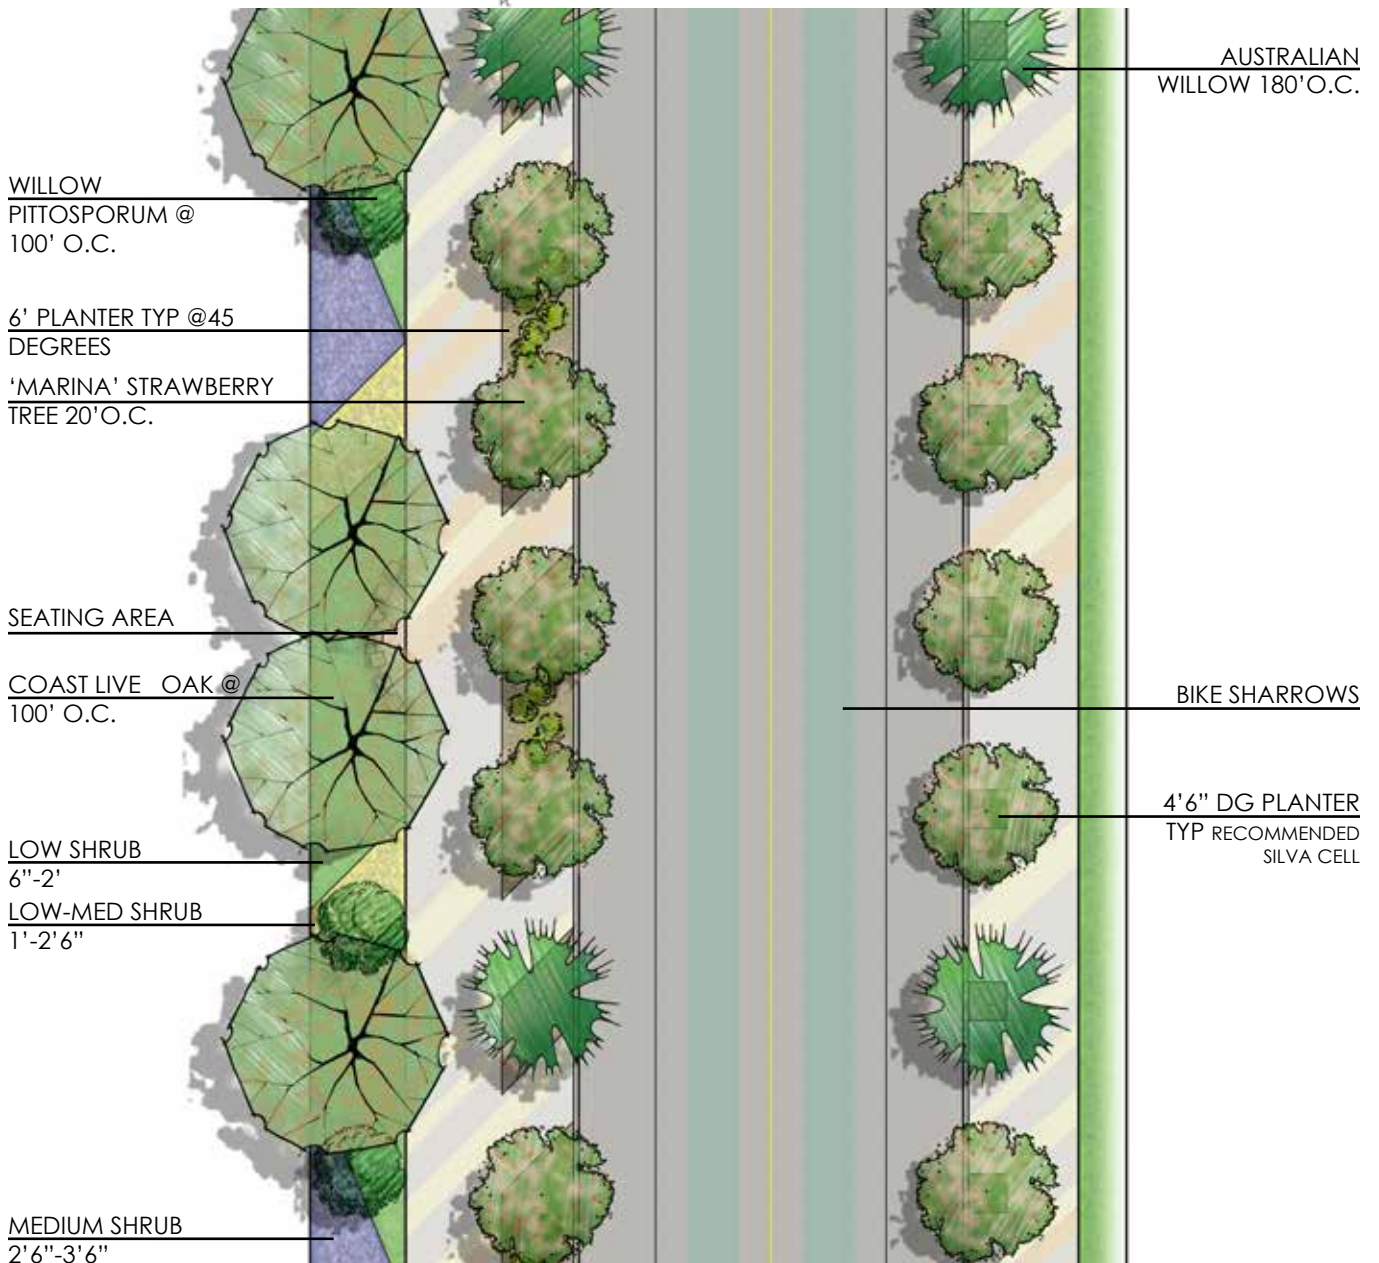 AUSTRALIAN
WILLOW 180’O.C.
WILLOW
PITTOSPORUM @
100’ O.C.
6’ PLANTER TYP @45
DEGREES
‘MARINA’ STRAWBERRY
TREE 20’O.C.
SEATING AREA
COAST LIVE OAK @
100’ O.C.
BIKE SHARROWS
4’6” DG PLANTER
TYP RECOMMENDED
SILVA CELL
LOW SHRUB
6”-2’
LOW-MED SHRUB
1’-2’6”
MEDIUM SHRUB
2’6”-3’6”